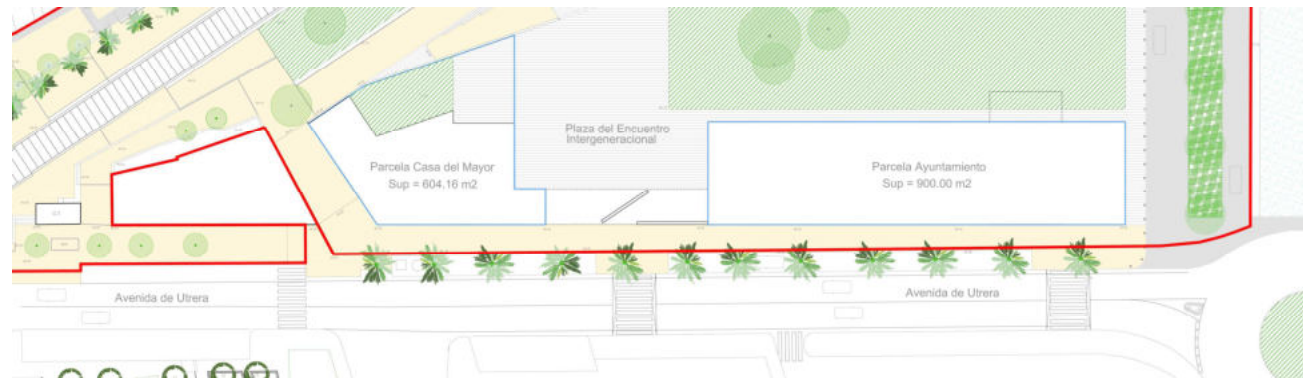 Plaza del Encuentro
Intergeneracional
Parcela Casa del Mayor
Sup = 604,16 m2
Parcela Ayuntamiento
Sup = 900.00 m2
Avenida de Utrera
Avenida de Utrera